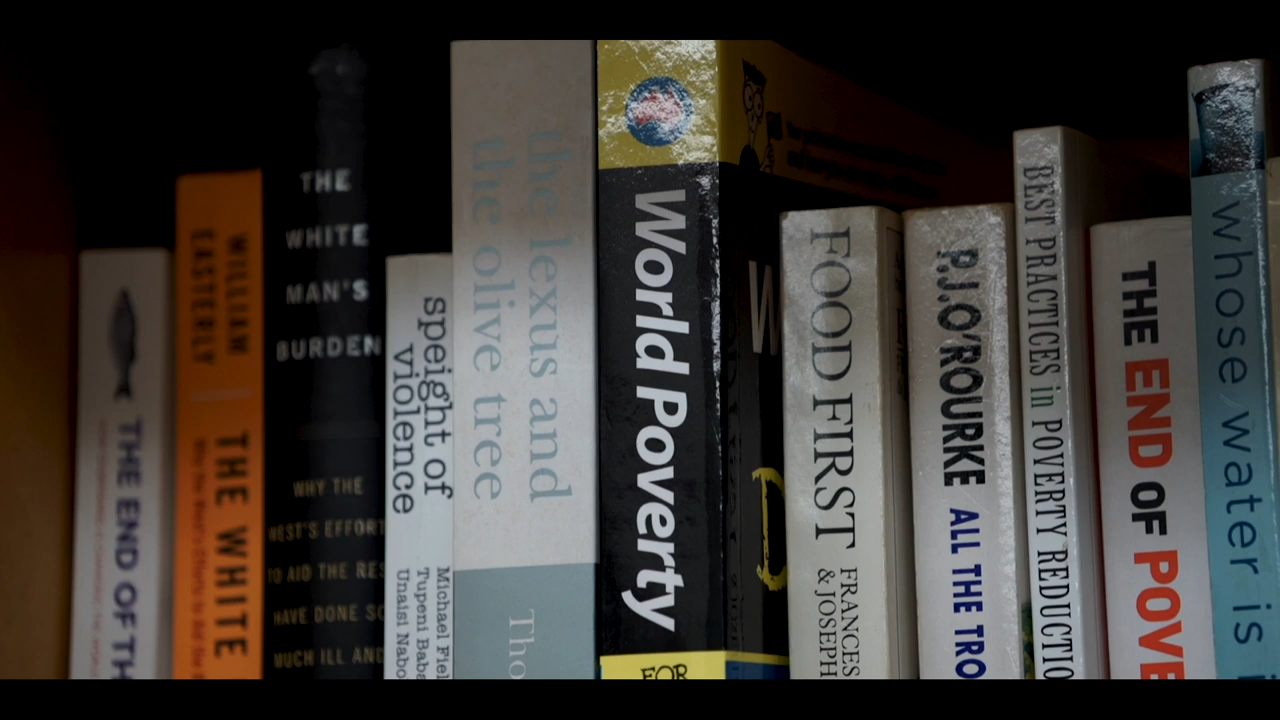 THE END OF TH
WILLIAM
EASTERLY
THE WHITE
THE
WHITE
MAN'S
BURDEN
WHY THE
WEST'S EFFORT
TO AID THE RES
HAVE DONE SO
MUCH ILL AND
speight of
violence
Michael Fiel
Tupeni Baba
Unaisi Nabo
the lexus and
the olive tree
Tho
World Poverty
FOR
W
D
FOOD FIRST
FRANCES
& JOSEPH
P.J.O'ROURKE ALL THE TRO
BEST PRACTICES in POVERTY REDUCTIO
THE END OF POVE
whose water is i